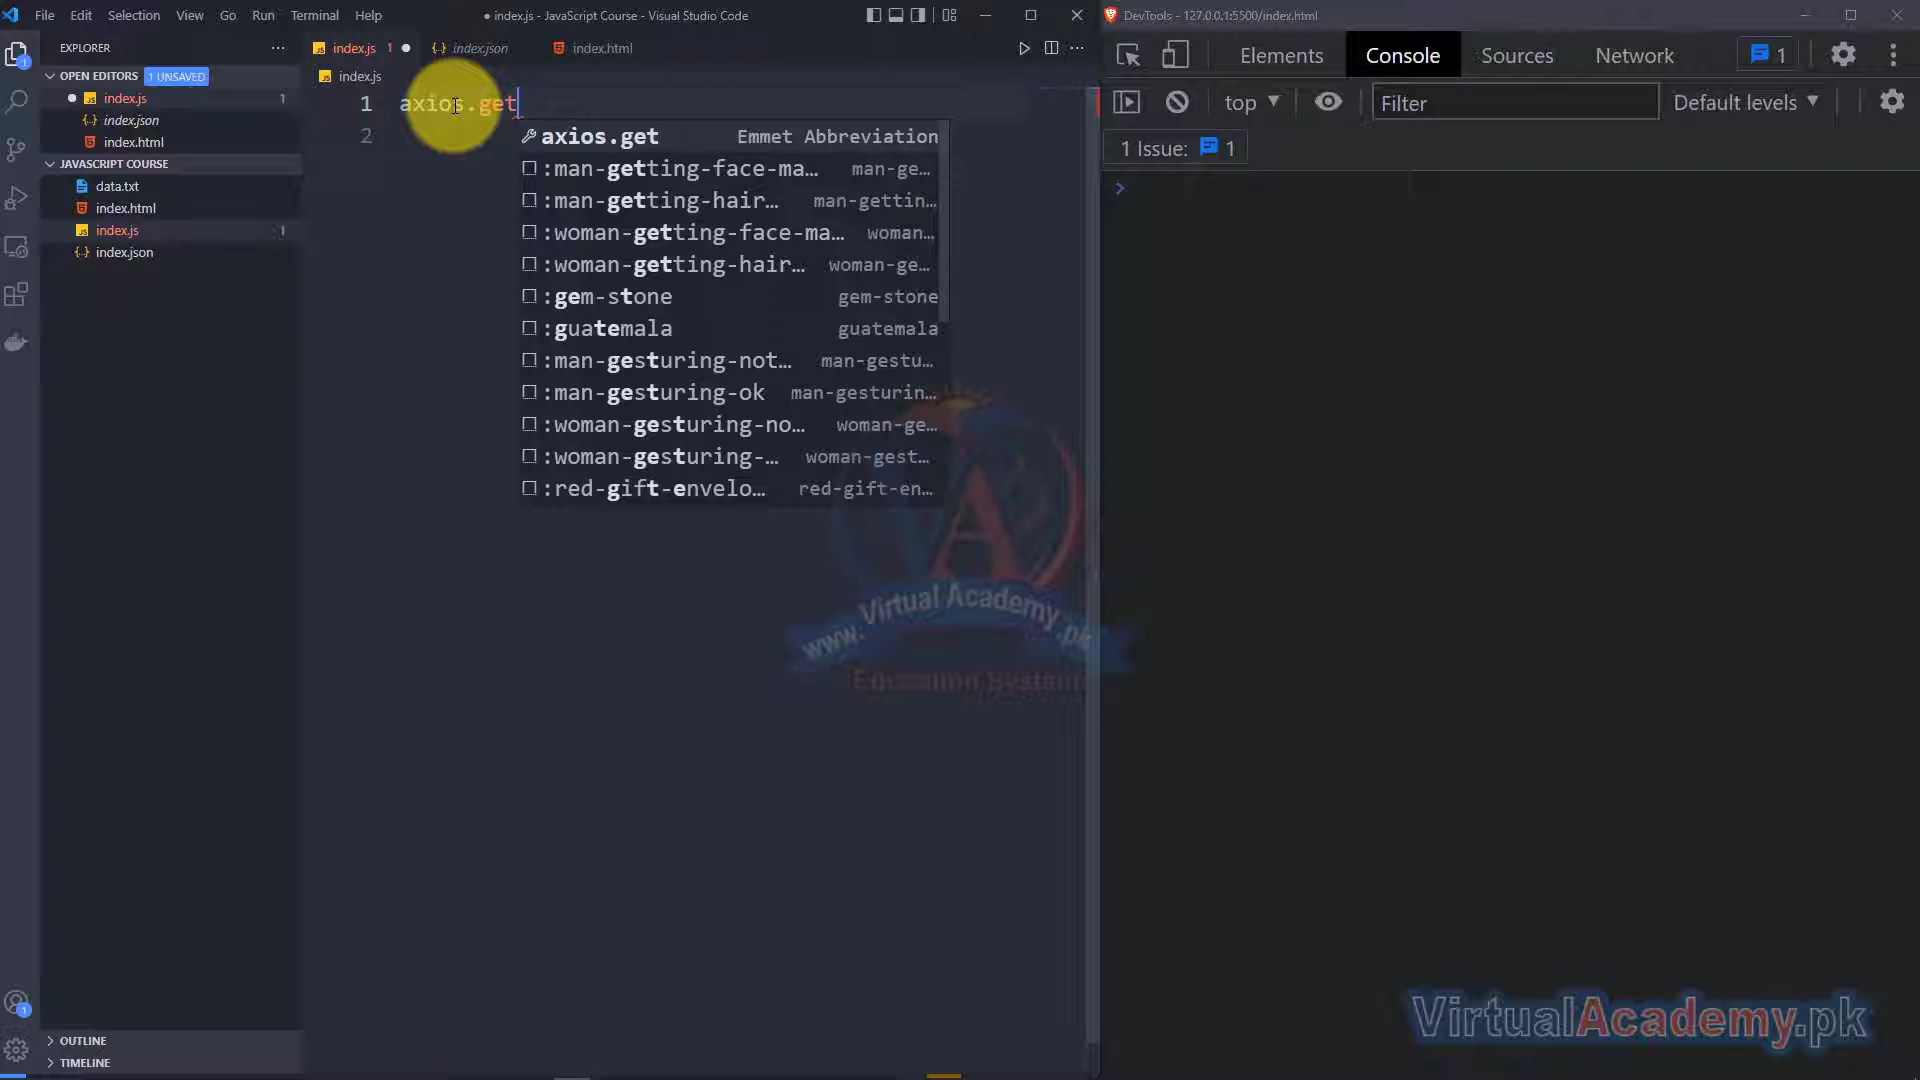 File Edit Selection View Go Run Terminal Help
● index.js - JavaScript Course - Visual Studio Code
DevTools - 127.0.0.1:5500/index.html
EXPLORER
index.js 1
index.json
index.html
Elements Console Sources Network 1
OPEN EDITORS 1 UNSAVED
index.js
index.js 1
index.json
index.html
top Filter Default levels
1 axios.get
2
1 Issue: 1
JAVASCRIPT COURSE
data.txt
index.html
index.js 1
index.json
axios.get Emmet Abbreviation
:man-getting-face-ma… man-ge…
:man-getting-hair… man-gettin…
:woman-getting-face-ma… woman…
:woman-getting-hair… woman-ge…
:gem-stone gem-stone
:guatemala guatemala
:man-gesturing-not… man-gestu…
:man-gesturing-ok man-gesturin…
:woman-gesturing-no… woman-ge…
:woman-gesturing-… woman-gest…
:red-gift-envelo… red-gift-en…
A
www.VirtualAcademy.pk
Education System
1
1
OUTLINE
TIMELINE
VirtualAcademy.pk